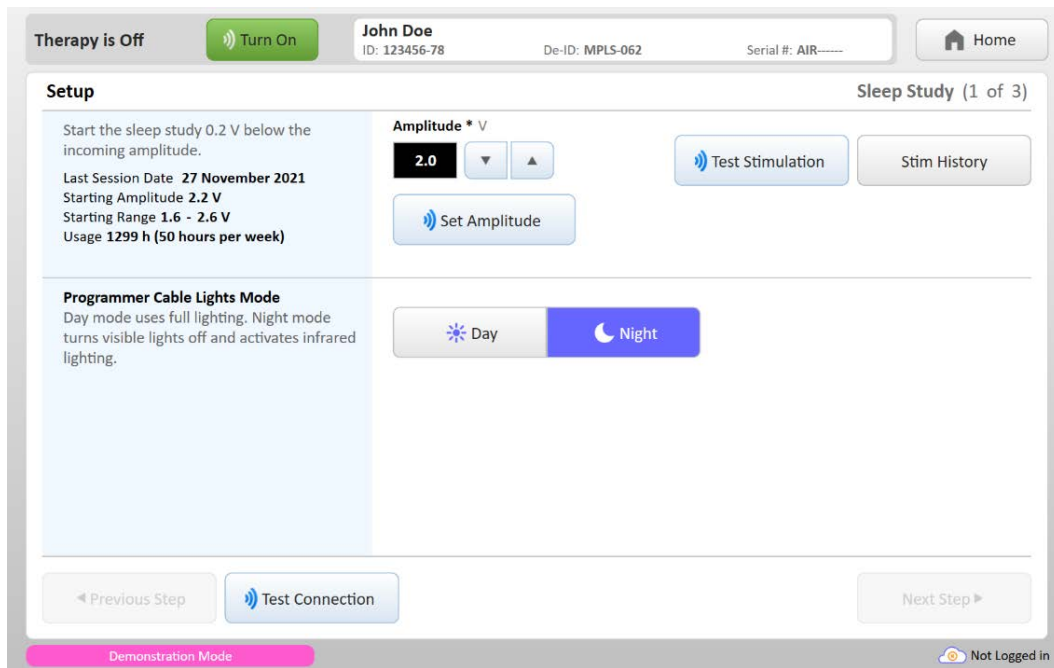 Therapy is Off
Turn On
John Doe
ID: 123456-78 De-ID: MPLS-062 Serial #: AIR------
Home
Setup
Sleep Study (1 of 3)
Start the sleep study 0.2 V below the
incoming amplitude.
Last Session Date 27 November 2021
Starting Amplitude 2.2 V
Starting Range 1.6 - 2.6 V
Usage 1299 h (50 hours per week)
Amplitude * V
2.0
Test Stimulation
Stim History
Set Amplitude
Programmer Cable Lights Mode
Day mode uses full lighting. Night mode
turns visible lights off and activates infrared
lighting.
Day
Night
Previous Step
Test Connection
Next Step
Demonstration Mode
Not Logged in